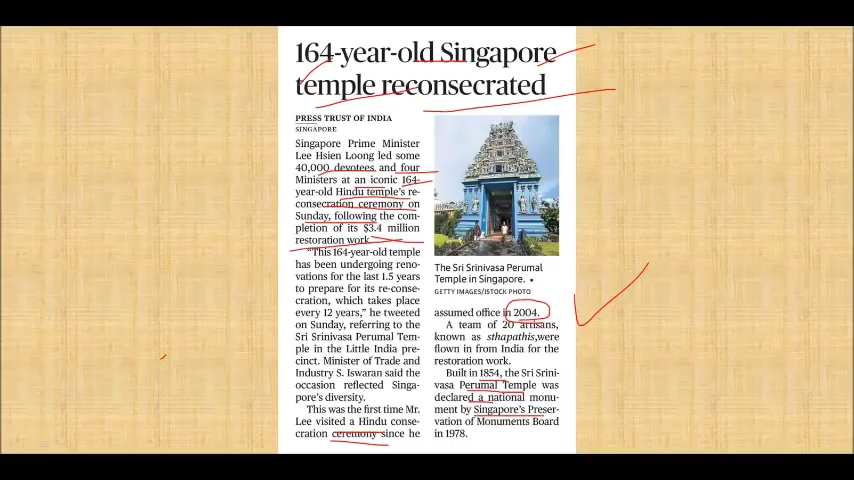 164-year-old Singapore
temple reconsecrated
PRESS TRUST OF INDIA
SINGAPORE
Singapore Prime Minister
Lee Hsien Loong led some
40,000 devotees and four
Ministers at an iconic 164-
year-old Hindu temple's re-
consecration ceremony on
Sunday, following the com-
pletion of its $3.4 million
restoration work.
"This 164-year-old temple
has been undergoing reno-
vations for the last 1.5 years
to prepare for its re-conse-
cration, which takes place
every 12 years," he tweeted
on Sunday, referring to the
Sri Srinivasa Perumal Tem-
ple in the Little India pre-
cinct. Minister of Trade and
Industry S. Iswaran said the
occasion reflected Singa-
pore's diversity.
This was the first time Mr.
Lee visited a Hindu conse-
cration ceremony since he
The Sri Srinivasa Perumal
Temple in Singapore. •
GETTY IMAGES/ISTOCK PHOTO
assumed office in 2004.
A team of 20 artisans,
known as sthapathis,were
flown in from India for the
restoration work.
Built in 1854, the Sri Srini-
vasa Perumal Temple was
declared a national monu-
ment by Singapore's Preser-
vation of Monuments Board
in 1978.